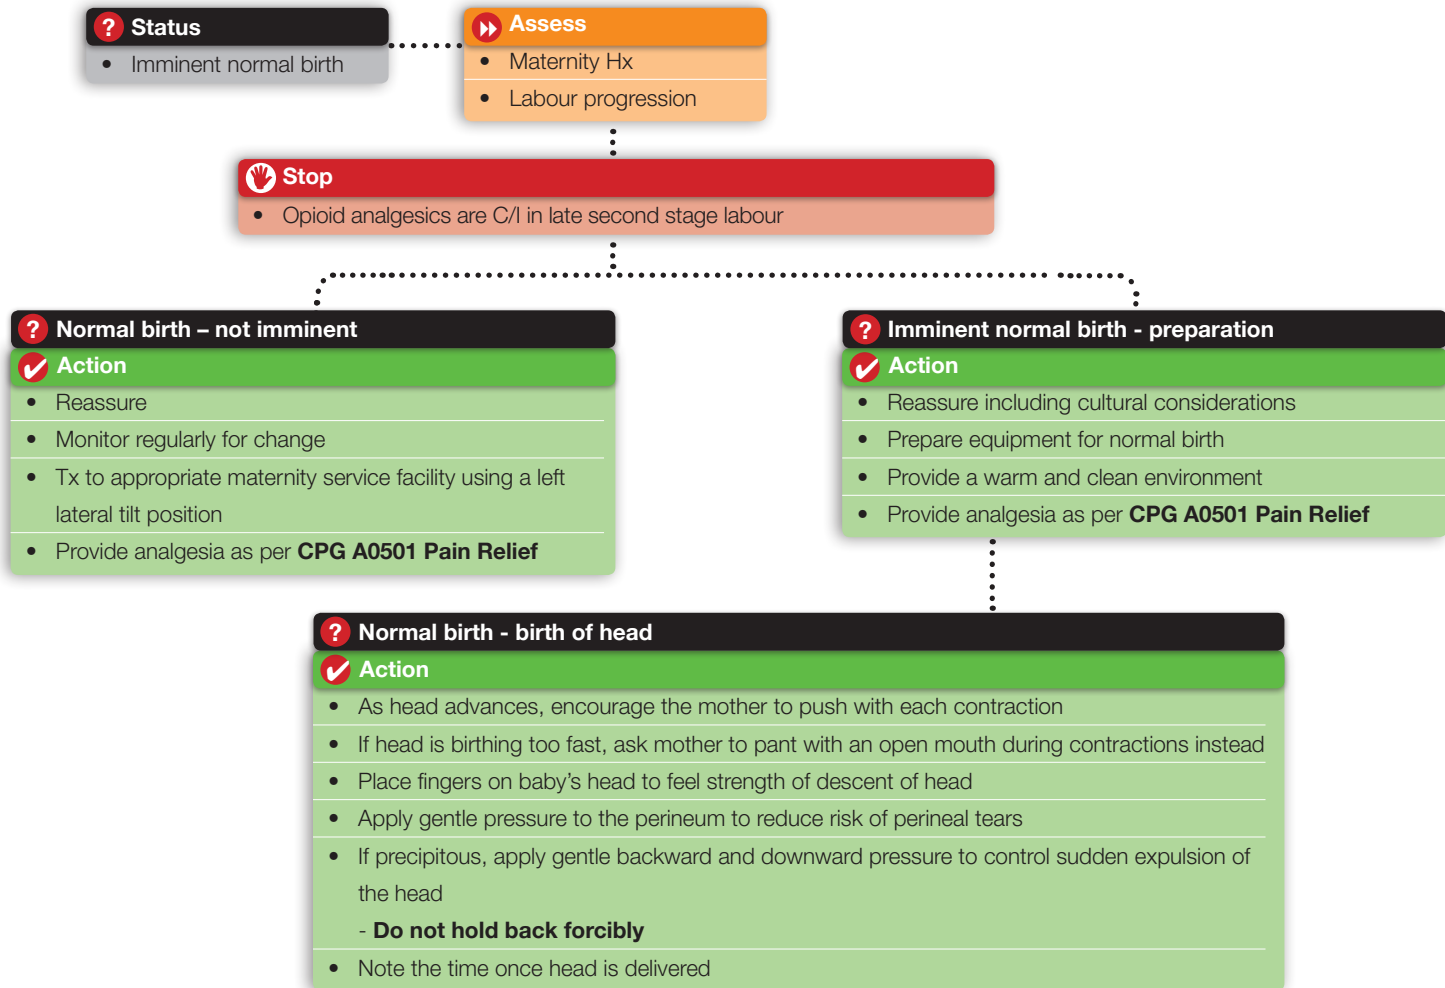 ? Status
• Imminent normal birth
Assess
• Maternity Hx
• Labour progression
Stop
• Opioid analgesics are C/I in late second stage labour
? Normal birth – not imminent
Action
• Reassure
• Monitor regularly for change
• Tx to appropriate maternity service facility using a left
lateral tilt position
• Provide analgesia as per CPG A0501 Pain Relief
? Imminent normal birth - preparation
Action
• Reassure including cultural considerations
• Prepare equipment for normal birth
• Provide a warm and clean environment
• Provide analgesia as per CPG A0501 Pain Relief
? Normal birth - birth of head
Action
• As head advances, encourage the mother to push with each contraction
• If head is birthing too fast, ask mother to pant with an open mouth during contractions instead
• Place fingers on baby’s head to feel strength of descent of head
• Apply gentle pressure to the perineum to reduce risk of perineal tears
• If precipitous, apply gentle backward and downward pressure to control sudden expulsion of
the head
- Do not hold back forcibly
• Note the time once head is delivered